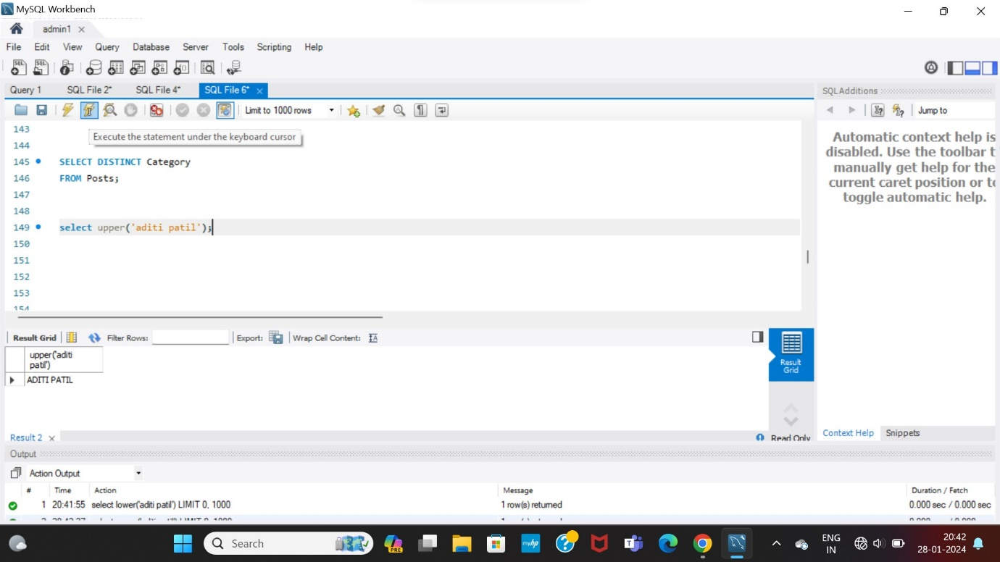 MySQL Workbench
admin1
File Edit View Query Database Server Tools Scripting Help
Query 1 SQL File 2* SQL File 4* SQL File 6*
SQLAdditions
Limit to 1000 rows
Jump to
Execute the statement under the keyboard cursor
143
144
145 SELECT DISTINCT Category
146 FROM Posts;
147
148
149 select upper('aditi patil');
150
151
152
153
154
Automatic context help is
disabled. Use the toolbar
manually get help for the
current caret position or
toggle automatic help.
Result Grid Filter Rows: Export: Wrap Cell Content:
upper('aditi
patil')
ADITI PATIL
Result
Grid
Result 2
Read Only
Context Help Snippets
Output
Action Output
# Time Action Message Duration / Fetch
1 20:41:55 select lower('aditi patil') LIMIT 0, 1000 1 row(s) returned 0.000 sec / 0.000 sec
Search
PRE
myhp
ENG
IN
20:42
28-01-2024